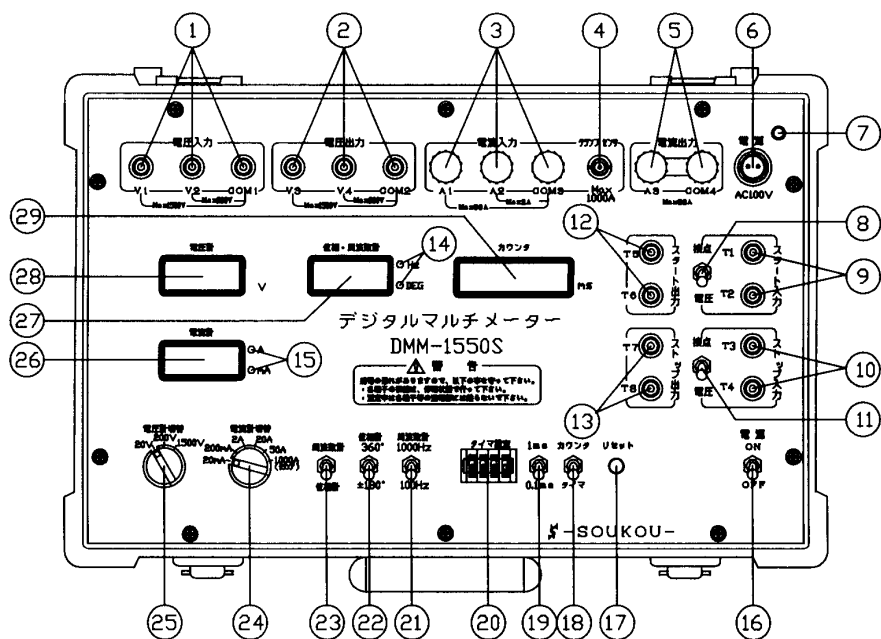 1 2 3 4 5 6
7
電圧入力 電圧出力 電流入力 クランプセンサ 電流出力 電源
V1 V2 COM1 V3 V4 COM2 A1 A2 COM3 Max 1000A A3 COM4 AC100V
29 12 14 8
電圧計 位相・周波数計 カウンタ
Hz
DEG
V mS
T5 スタート出力 接点 T1 スタート入力
T6 電圧 T2
28 9
27
デジタルマルチメーター
DMM-1550S
電流計
A
mA
26 15
警告
T7 ストップ出力 接点 T3 ストップ入力
T8 電圧 T4
10
13 11
電圧計切替
20V 200V 1500V
電流計切替
20mA 200mA 2A 20A 50A 1000A
周波数計
位相計
位相計
360°
±180°
周波数計
1000Hz
100Hz
タイマ設定
1ms
0.1ms
カウンタ
タイマ
リセット
電源
ON
OFF
-SOUKOU-
25 24 23 22 21 20 19 18 17 16